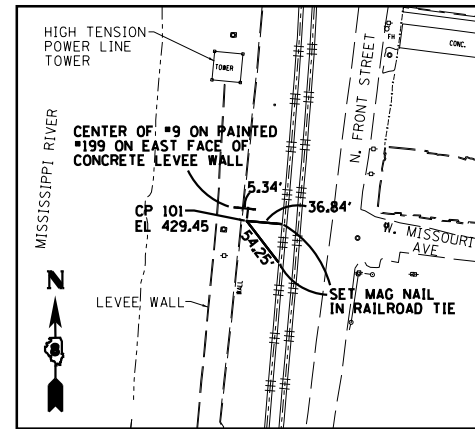 HIGH TENSION
POWER LINE
TOWER
TOWER
FH
CONC.
N. FRONT STREET
MISSISSIPPI RIVER
CENTER OF "9 ON PAINTED
"199 ON EAST FACE OF
CONCRETE LEVEE WALL
5.34'
36.84'
CP 101
EL 429.45
54.25'
W. MISSOURI
AVE
N
LEVEE WALL
WALL
SET MAG NAIL
IN RAILROAD TIE